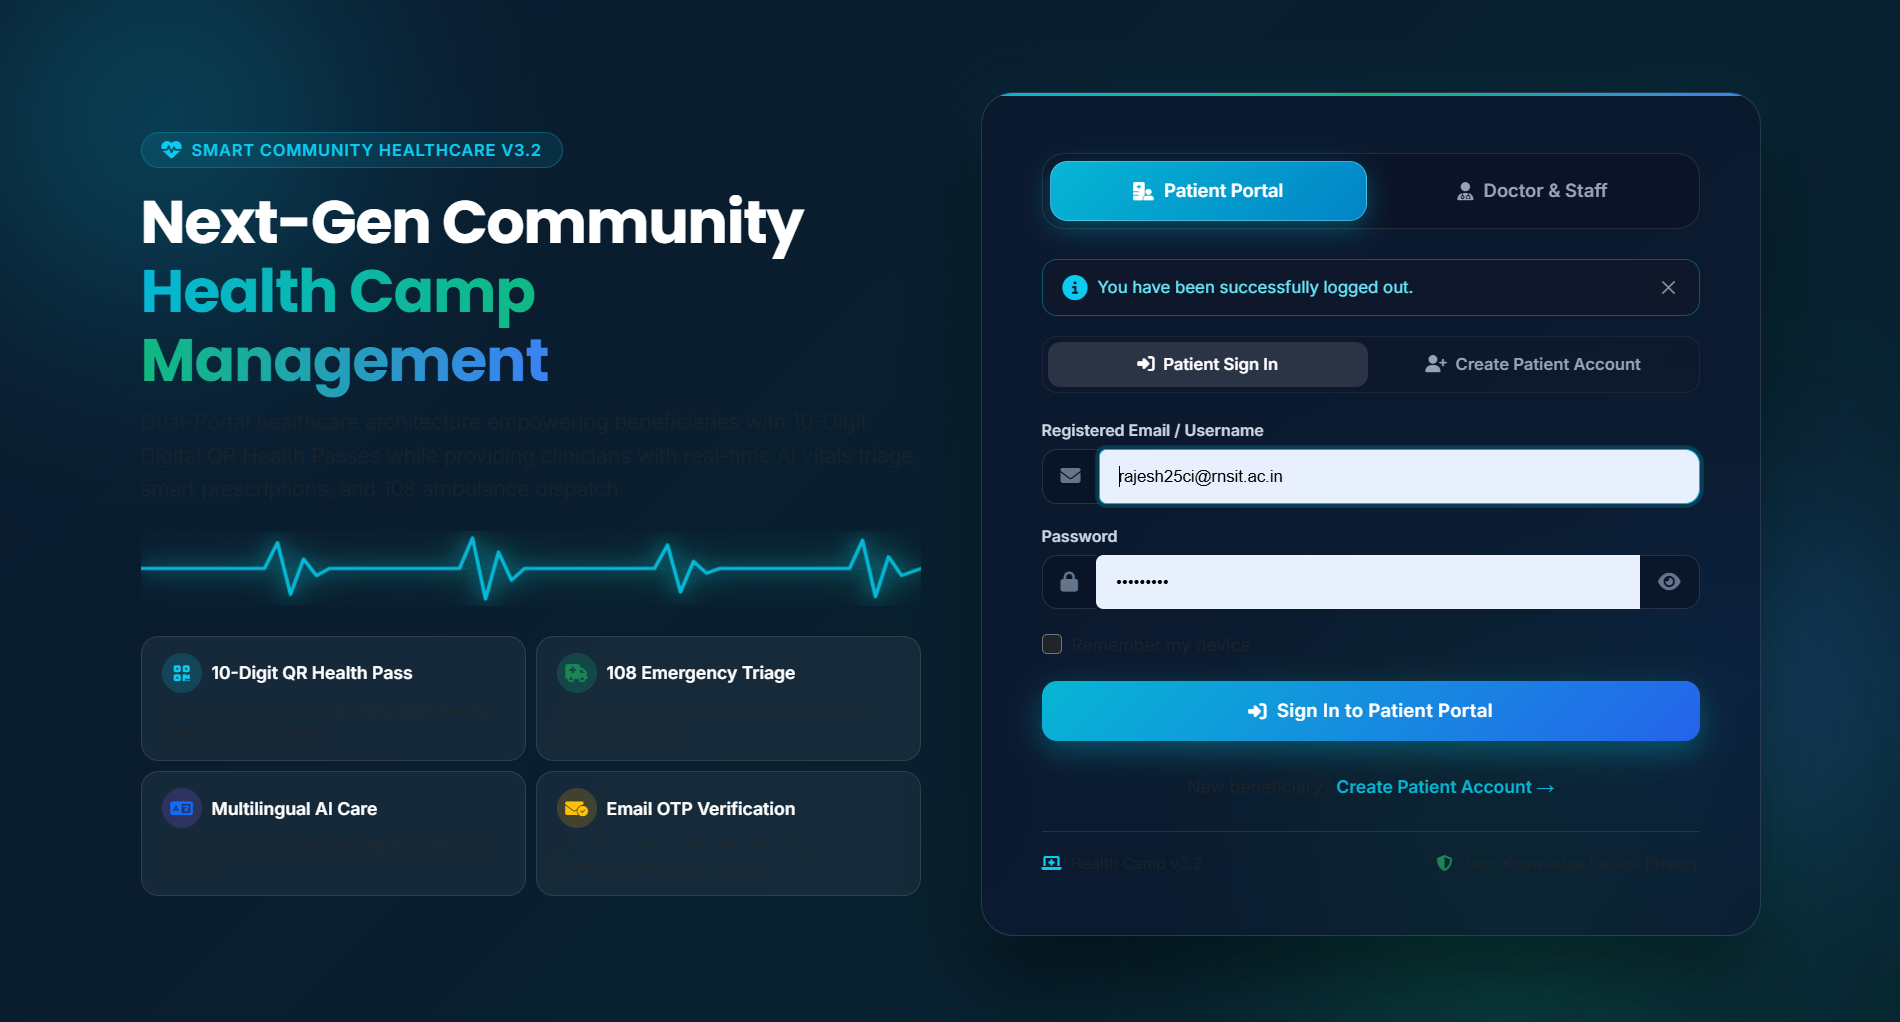 SMART COMMUNITY HEALTHCARE V3.2
Next-Gen Community
Health Camp
Management
Dual-Portal healthcare architecture empowering beneficiaries with 10-Digit
Digital QR Health Passes while providing clinicians with real-time AI vitals triage,
smart prescriptions, and 108 ambulance dispatch.
10-Digit QR Health Pass
108 Emergency Triage
Multilingual AI Care
Email OTP Verification
Patient Portal
Doctor & Staff
You have been successfully logged out.
Patient Sign In
Create Patient Account
Registered Email / Username
rajesh25ci@rnsit.ac.in
Password
•••••••••
Remember my device
Sign In to Patient Portal
New beneficiary? Create Patient Account →
Health Camp v3.2
Zero-Knowledge Patient Privacy